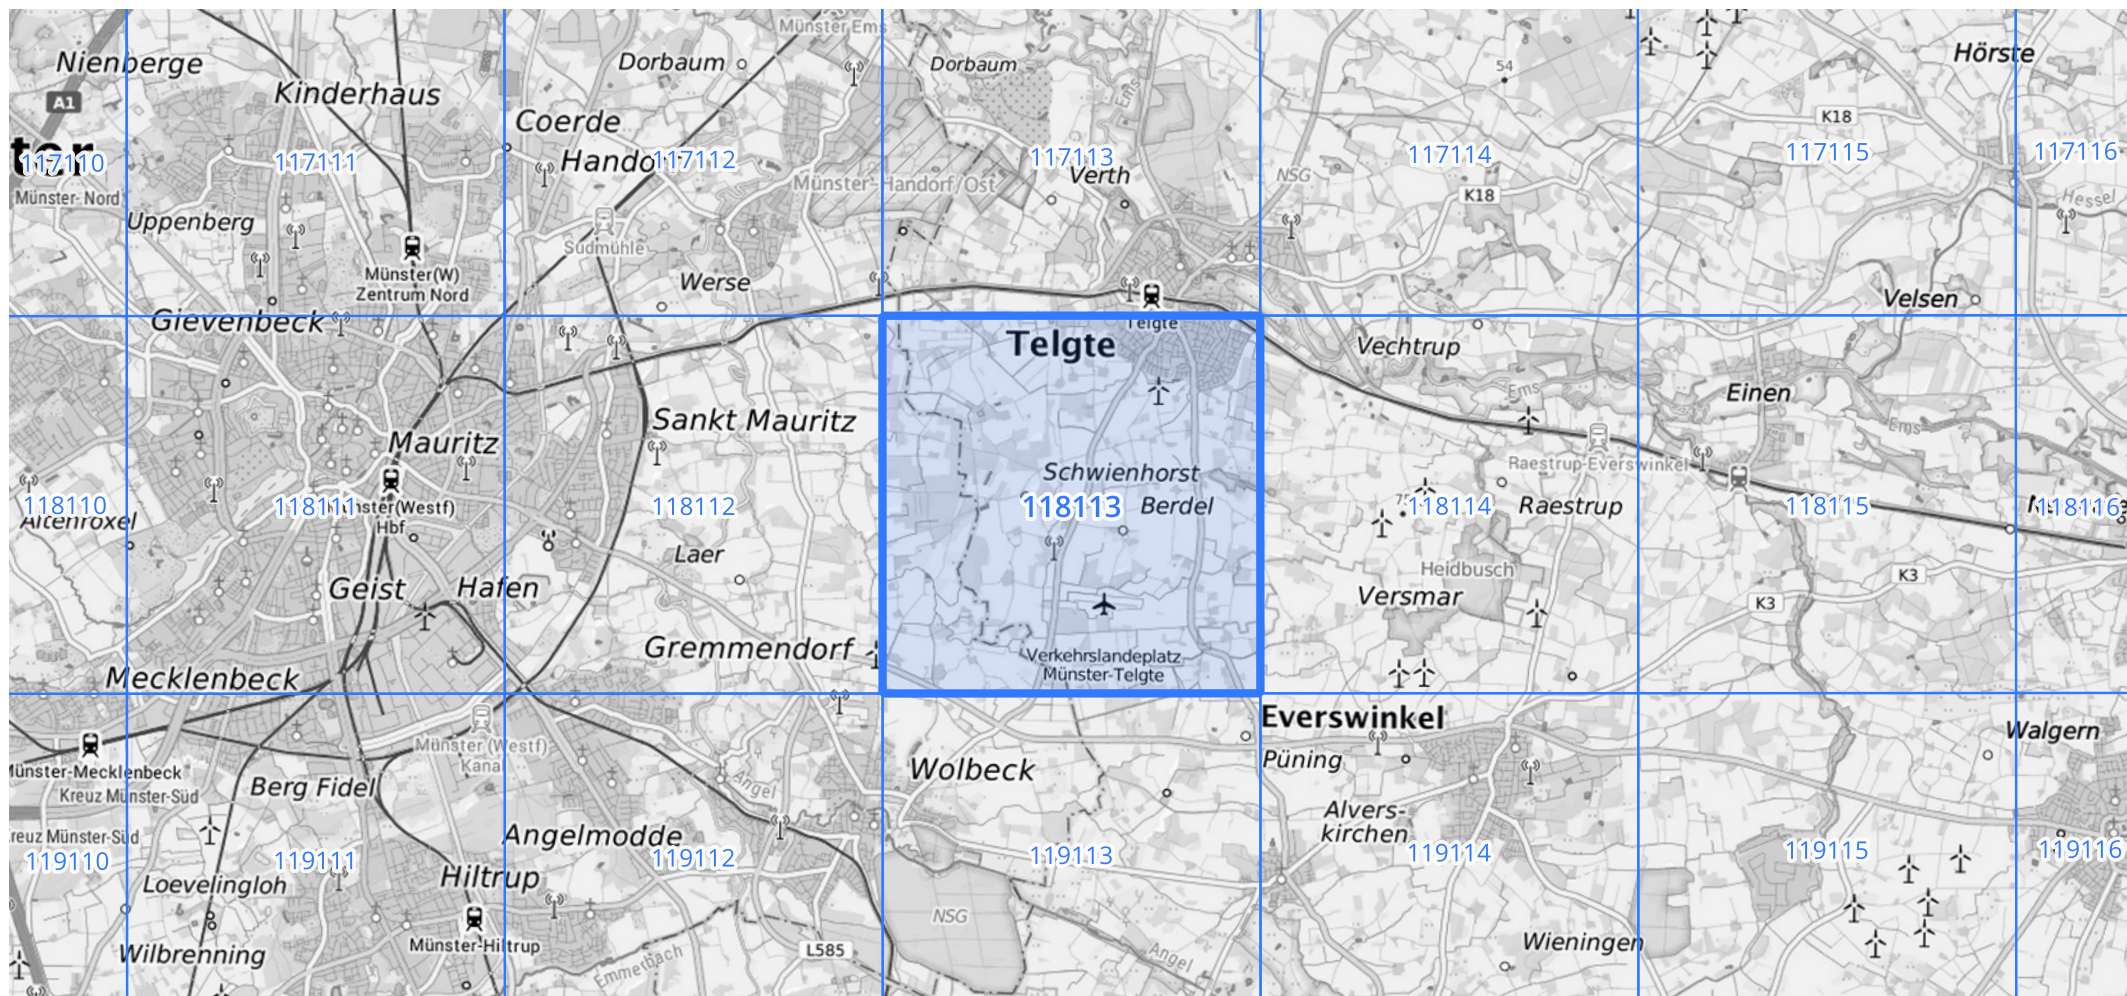 Münster Ems
Nienberge
Dorbaum
Dorbaum
54
Hörste
Kinderhaus
A1
Ems
Coerde
K18
ter
Hando
117110
117111
117112
117113
117114
117115
117116
Verth
NSG
Münster-Handorf/Ost
Münster-Nord
K18
Hessel
Uppenberg
Sudmühle
Münster(W)
Zentrum Nord
Werse
Velsen
Gievenbeck
Telgte
Telgte
Vechtrup
Ems
Einen
Sankt Mauritz
Ems
Mauritz
Raestrup-Everswinkel
Schwienhorst
118110
118111
118112
118113
118114
118115
118116
Berdel
Raestrup
Münster(Westf)
Hbf
Altenroxel
Laer
Heidbusch
K3
Geist
Hafen
Versmar
K3
Gremmendorf
Verkehrslandeplatz
Münster-Telgte
Mecklenbeck
Everswinkel
Walgern
Münster (Westf)
Kanal
Püning
Münster-Mecklenbeck
Wolbeck
Angel
Berg Fidel
Kreuz Münster-Süd
Alvers-
kirchen
reuz Münster-Süd
Angelmodde
119110
119111
119112
119113
119114
119115
119116
Loevelingloh
Hiltrup
NSG
Münster-Hiltrup
Wieningen
L585
Wilbrenning
Emmerbach
Angel